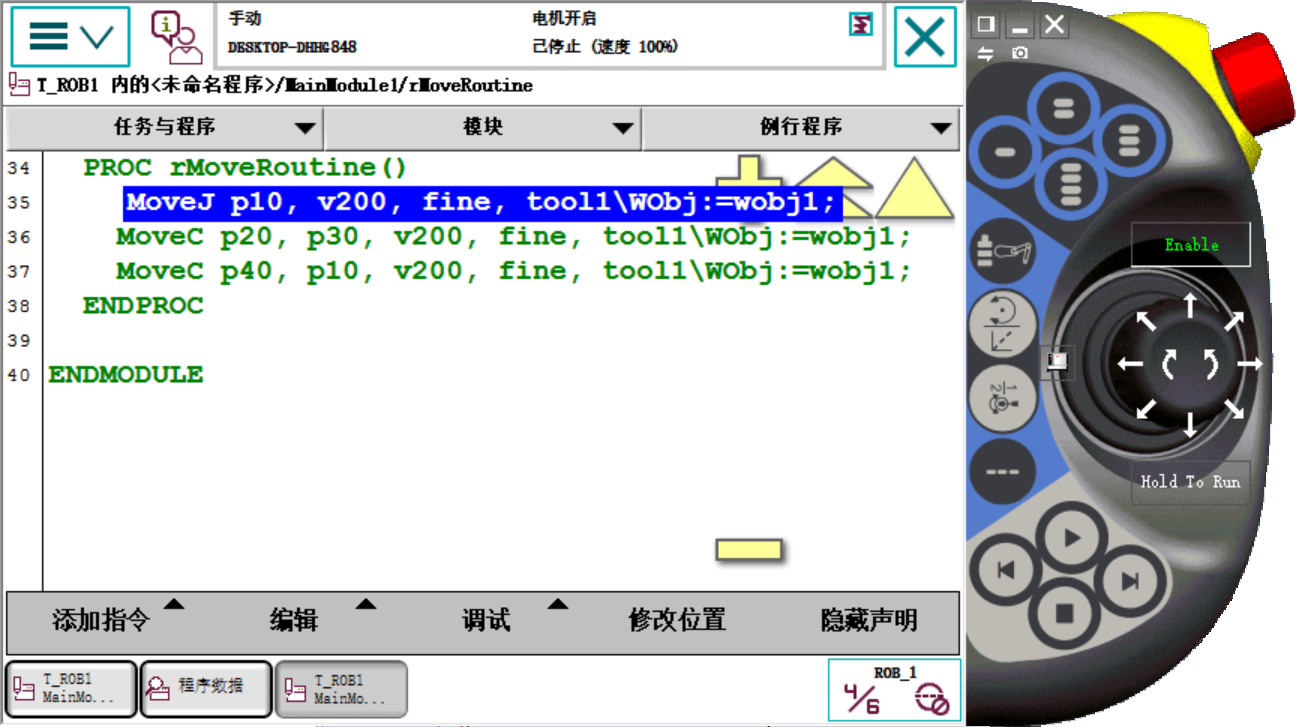 手动
电机开启
DESKTOP-DHHG848
已停止 (速度 100%)
T_ROB1 内的<未命名程序>/MainModule1/rMoveRoutine
任务与程序
模块
例行程序
34 PROC rMoveRoutine()
35 MoveJ p10, v200, fine, tool1\WObj:=wobj1;
36 MoveC p20, p30, v200, fine, tool1\WObj:=wobj1;
37 MoveC p40, p10, v200, fine, tool1\WObj:=wobj1;
38 ENDPROC
39
40 ENDMODULE
Enable
Hold To Run
添加指令
编辑
调试
修改位置
隐藏声明
T_ROB1
MainMo...
程序数据
T_ROB1
MainMo...
ROB_1
4/6